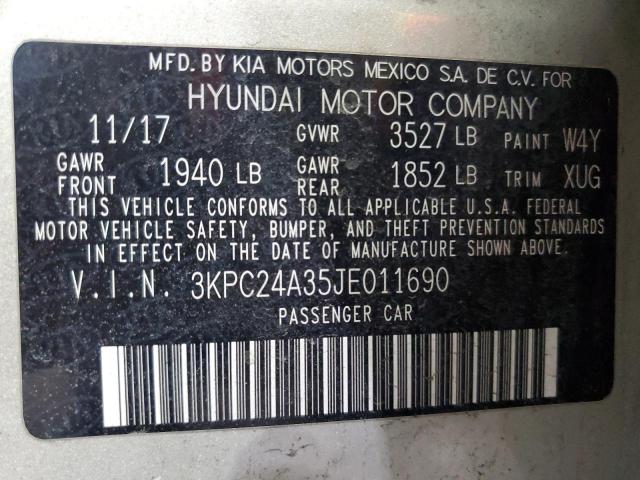 MFD. BY KIA MOTORS MEXICO S.A. DE C.V. FOR
HYUNDAI MOTOR COMPANY
11/17 GVWR 3527 LB PAINT W4Y
GAWR FRONT 1940 LB GAWR REAR 1852 LB TRIM XUG
THIS VEHICLE CONFORMS TO ALL APPLICABLE U.S.A. FEDERAL
MOTOR VEHICLE SAFETY, BUMPER, AND THEFT PREVENTION STANDARDS
IN EFFECT ON THE DATE OF MANUFACTURE SHOWN ABOVE.
V.I.N. 3KPC24A35JE011690
PASSENGER CAR